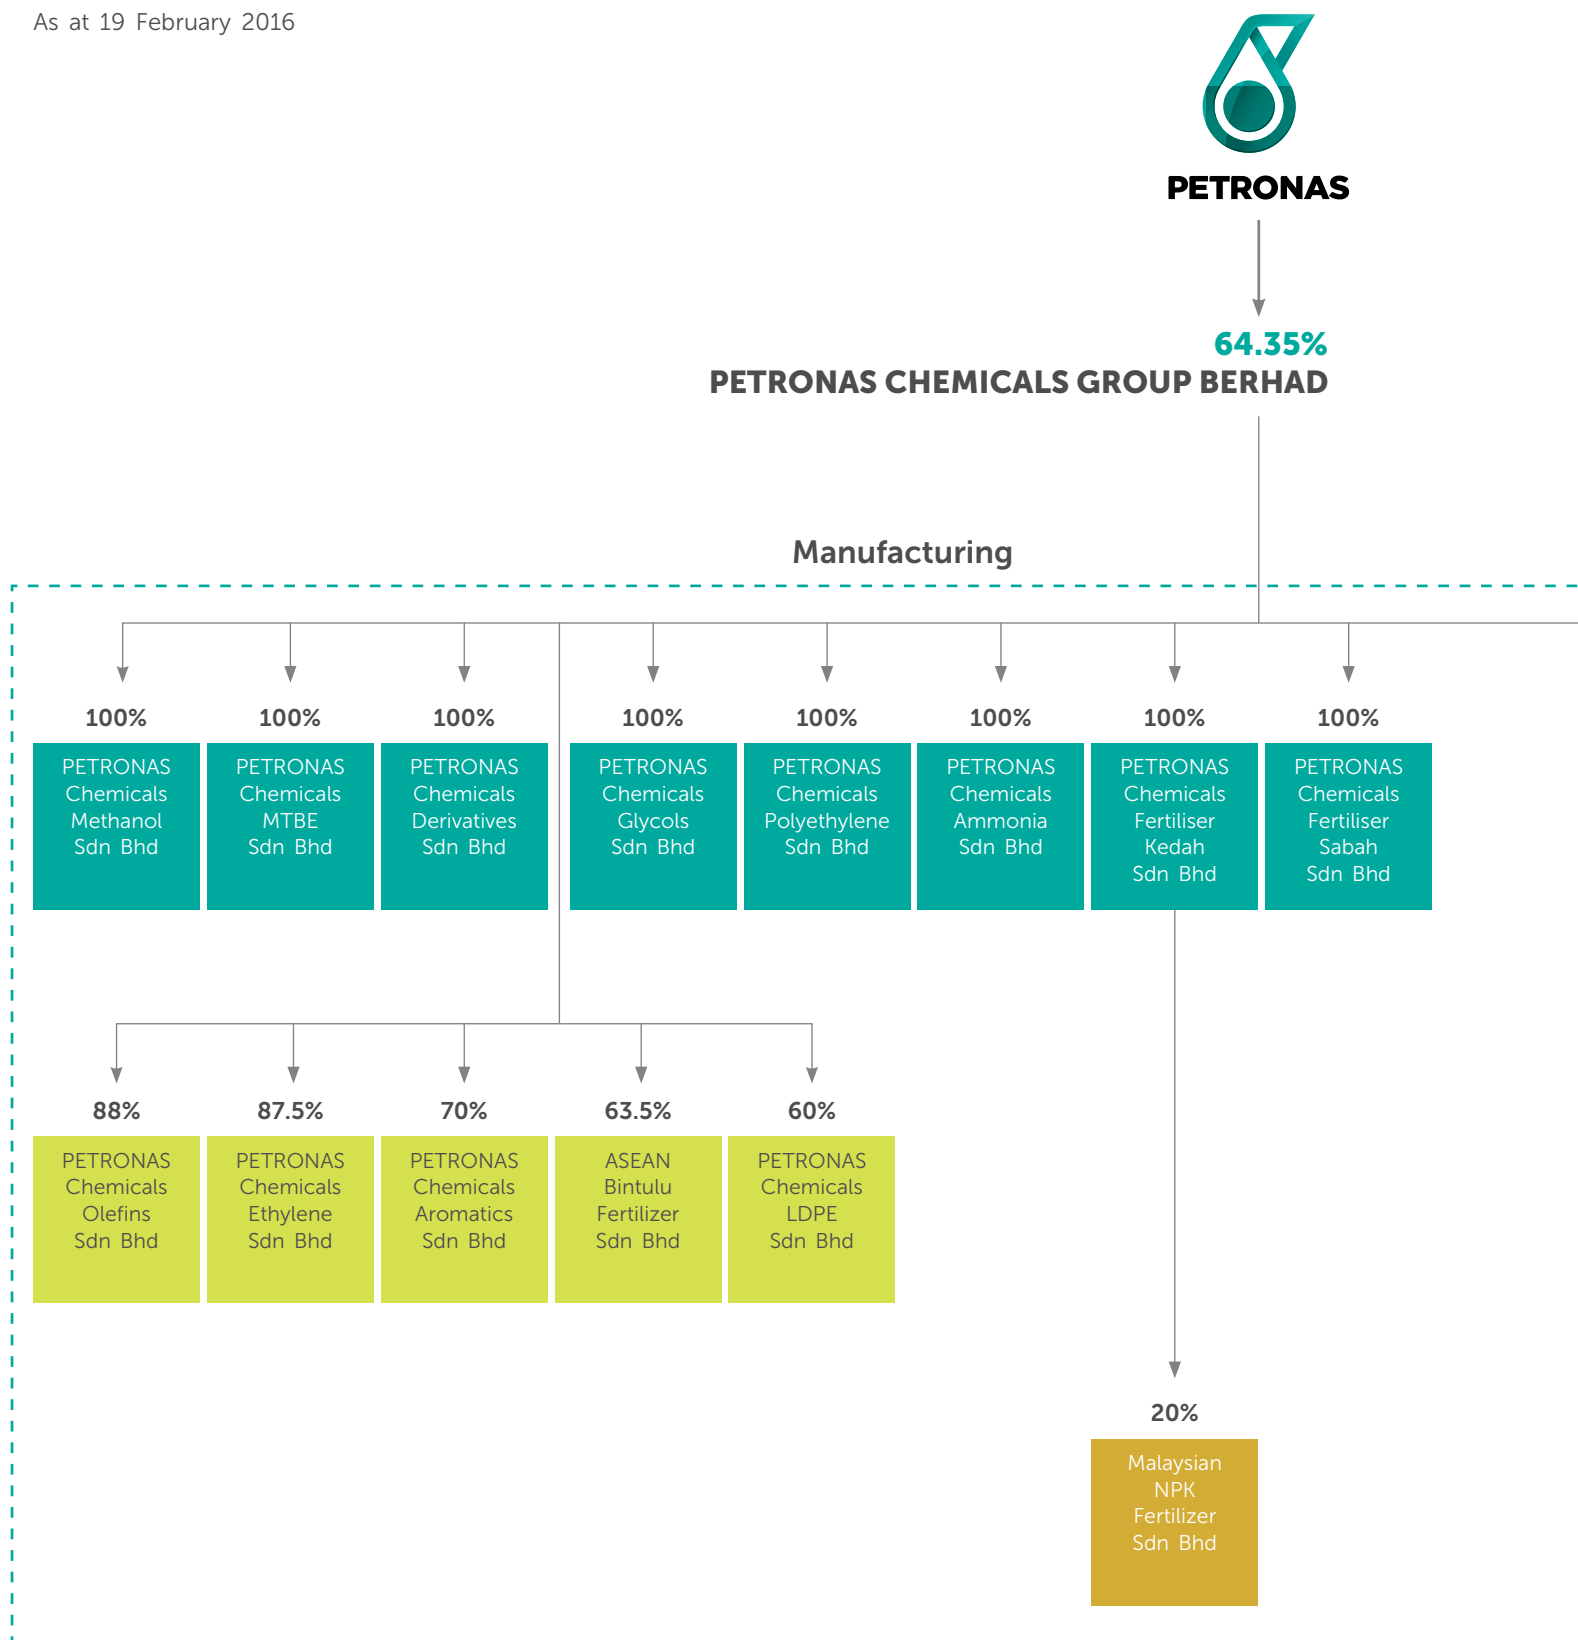 As at 19 February 2016
PETRONAS
64.35%
PETRONAS CHEMICALS GROUP BERHAD
Manufacturing
100%
PETRONAS
Chemicals
Methanol
Sdn Bhd
100%
PETRONAS
Chemicals
MTBE
Sdn Bhd
100%
PETRONAS
Chemicals
Derivatives
Sdn Bhd
100%
PETRONAS
Chemicals
Glycols
Sdn Bhd
100%
PETRONAS
Chemicals
Polyethylene
Sdn Bhd
100%
PETRONAS
Chemicals
Ammonia
Sdn Bhd
100%
PETRONAS
Chemicals
Fertiliser
Kedah
Sdn Bhd
100%
PETRONAS
Chemicals
Fertiliser
Sabah
Sdn Bhd
88%
PETRONAS
Chemicals
Olefins
Sdn Bhd
87.5%
PETRONAS
Chemicals
Ethylene
Sdn Bhd
70%
PETRONAS
Chemicals
Aromatics
Sdn Bhd
63.5%
ASEAN
Bintulu
Fertilizer
Sdn Bhd
60%
PETRONAS
Chemicals
LDPE
Sdn Bhd
20%
Malaysian
NPK
Fertilizer
Sdn Bhd